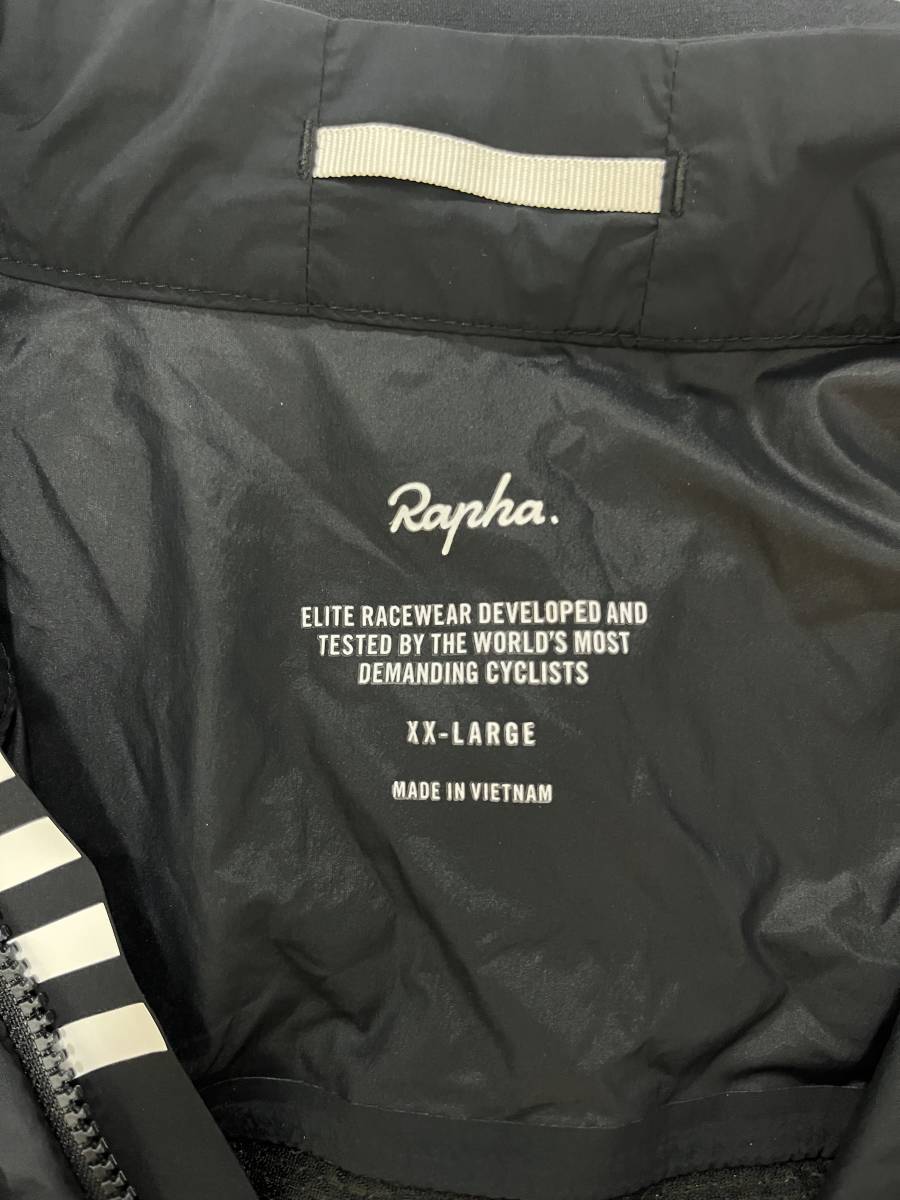 Rapha.
ELITE RACEWEAR DEVELOPED AND
TESTED BY THE WORLD'S MOST
DEMANDING CYCLISTS
XX-LARGE
MADE IN VIETNAM